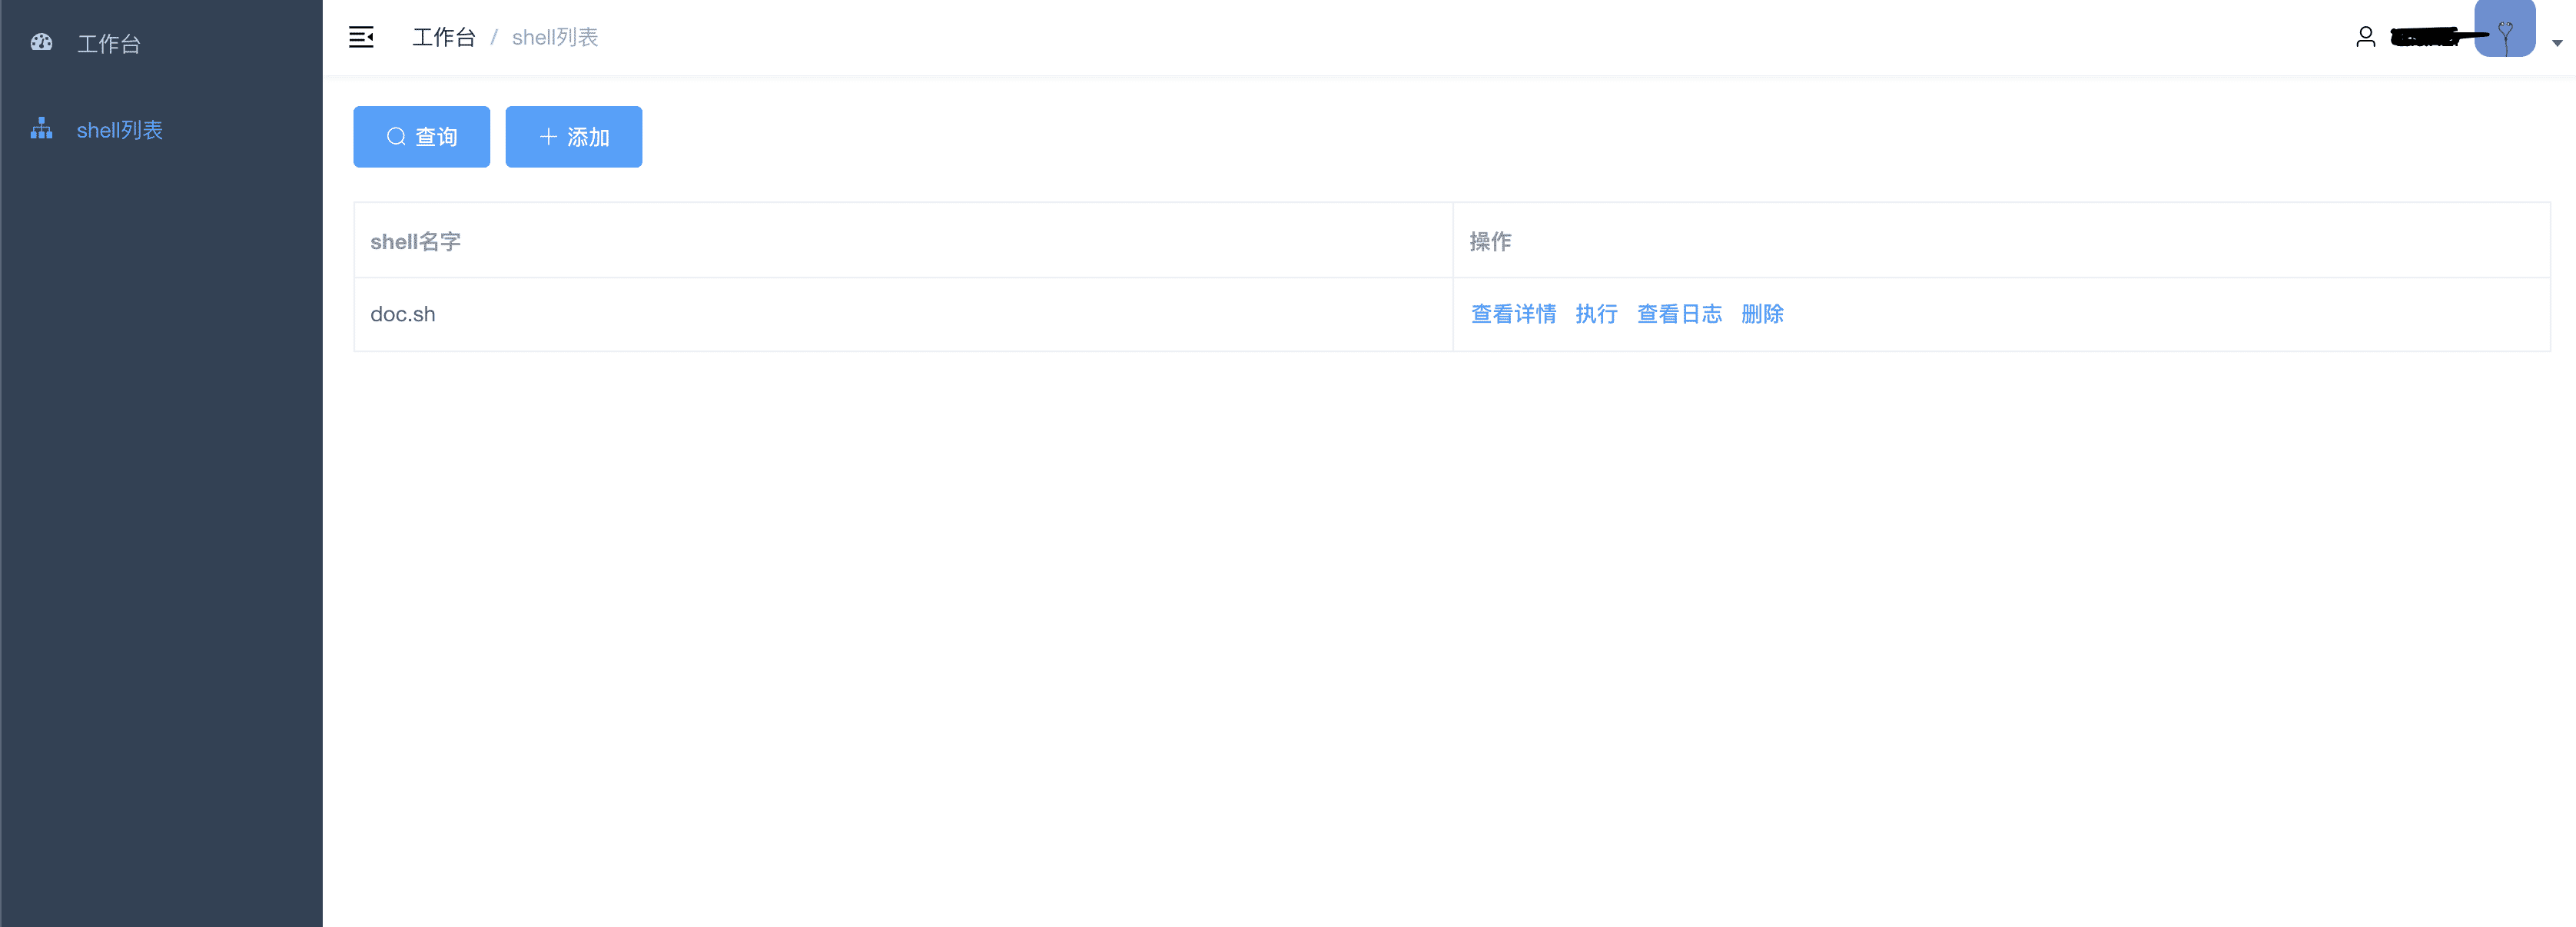 工作台
shell列表
工作台 / shell列表
查询 添加
shell名字 操作
doc.sh 查看详情 执行 查看日志 删除